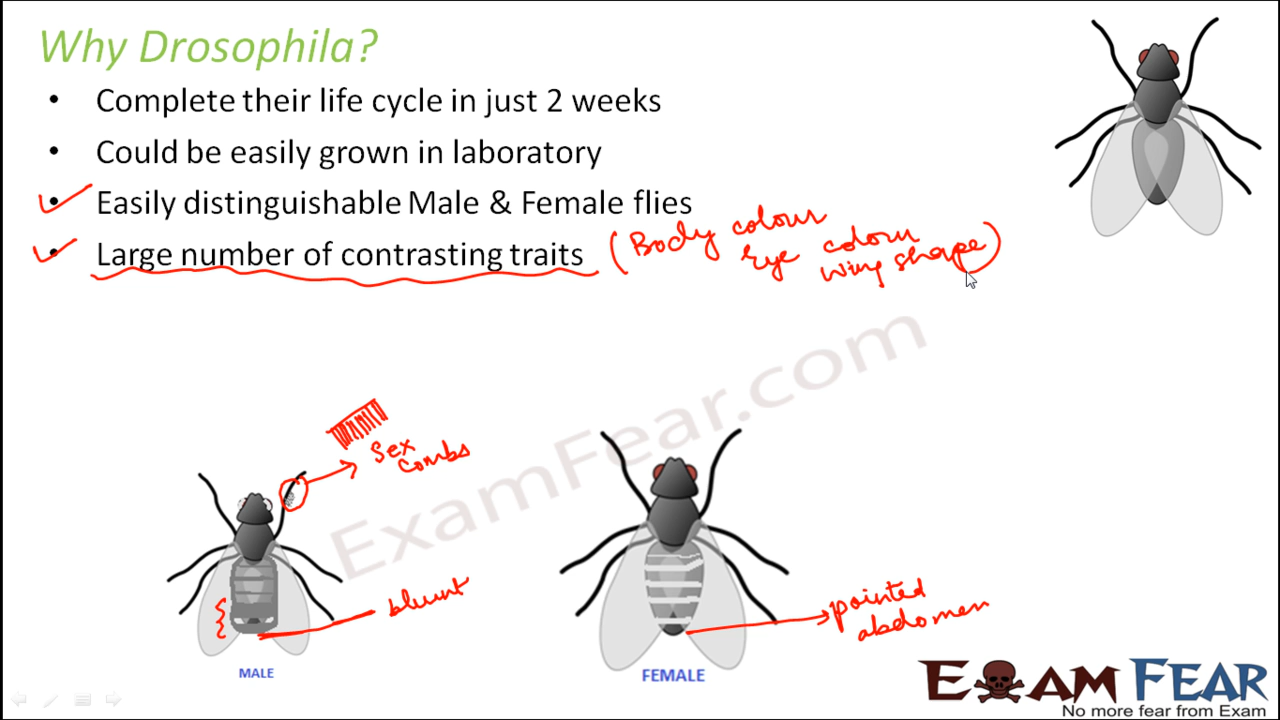 Why Drosophila?
• Complete their life cycle in just 2 weeks
• Could be easily grown in laboratory
• Easily distinguishable Male & Female flies
• Large number of contrasting traits (Body colour
Eye colour
wing shape)
ExamFear.com
Sex
combs
blunt
pointed
abdomen
MALE
FEMALE
EXAM FEAR
No more fear from Exam